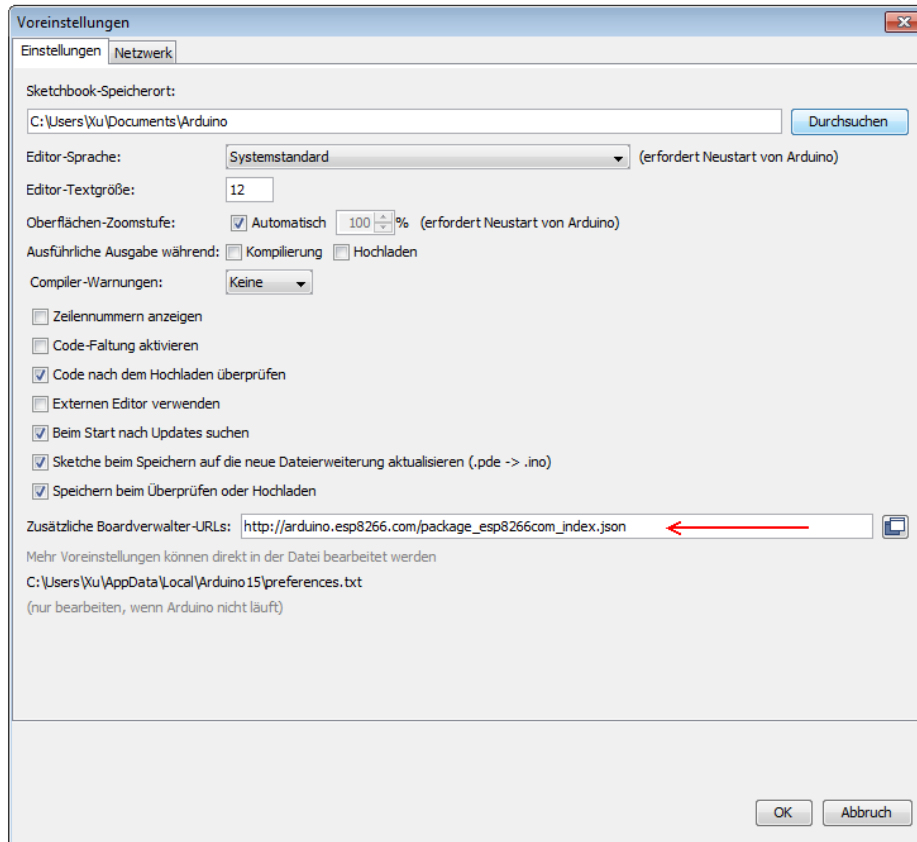 Voreinstellungen
Einstellungen Netzwerk
Sketchbook-Speicherort:
C:\Users\Xu\Documents\Arduino Durchsuchen
Editor-Sprache: Systemstandard (erfordert Neustart von Arduino)
Editor-Textgröße: 12
Oberflächen-Zoomstufe: Automatisch 100 % (erfordert Neustart von Arduino)
Ausführliche Ausgabe während: Kompilierung Hochladen
Compiler-Warnungen: Keine
Zeilennummern anzeigen
Code-Faltung aktivieren
Code nach dem Hochladen überprüfen
Externen Editor verwenden
Beim Start nach Updates suchen
Sketche beim Speichern auf die neue Dateierweiterung aktualisieren (.pde -> .ino)
Speichern beim Überprüfen oder Hochladen
Zusätzliche Boardverwalter-URLs: http://arduino.esp8266.com/package_esp8266com_index.json
Mehr Voreinstellungen können direkt in der Datei bearbeitet werden
C:\Users\Xu\AppData\Local\Arduino15\preferences.txt
(nur bearbeiten, wenn Arduino nicht läuft)
OK Abbruch